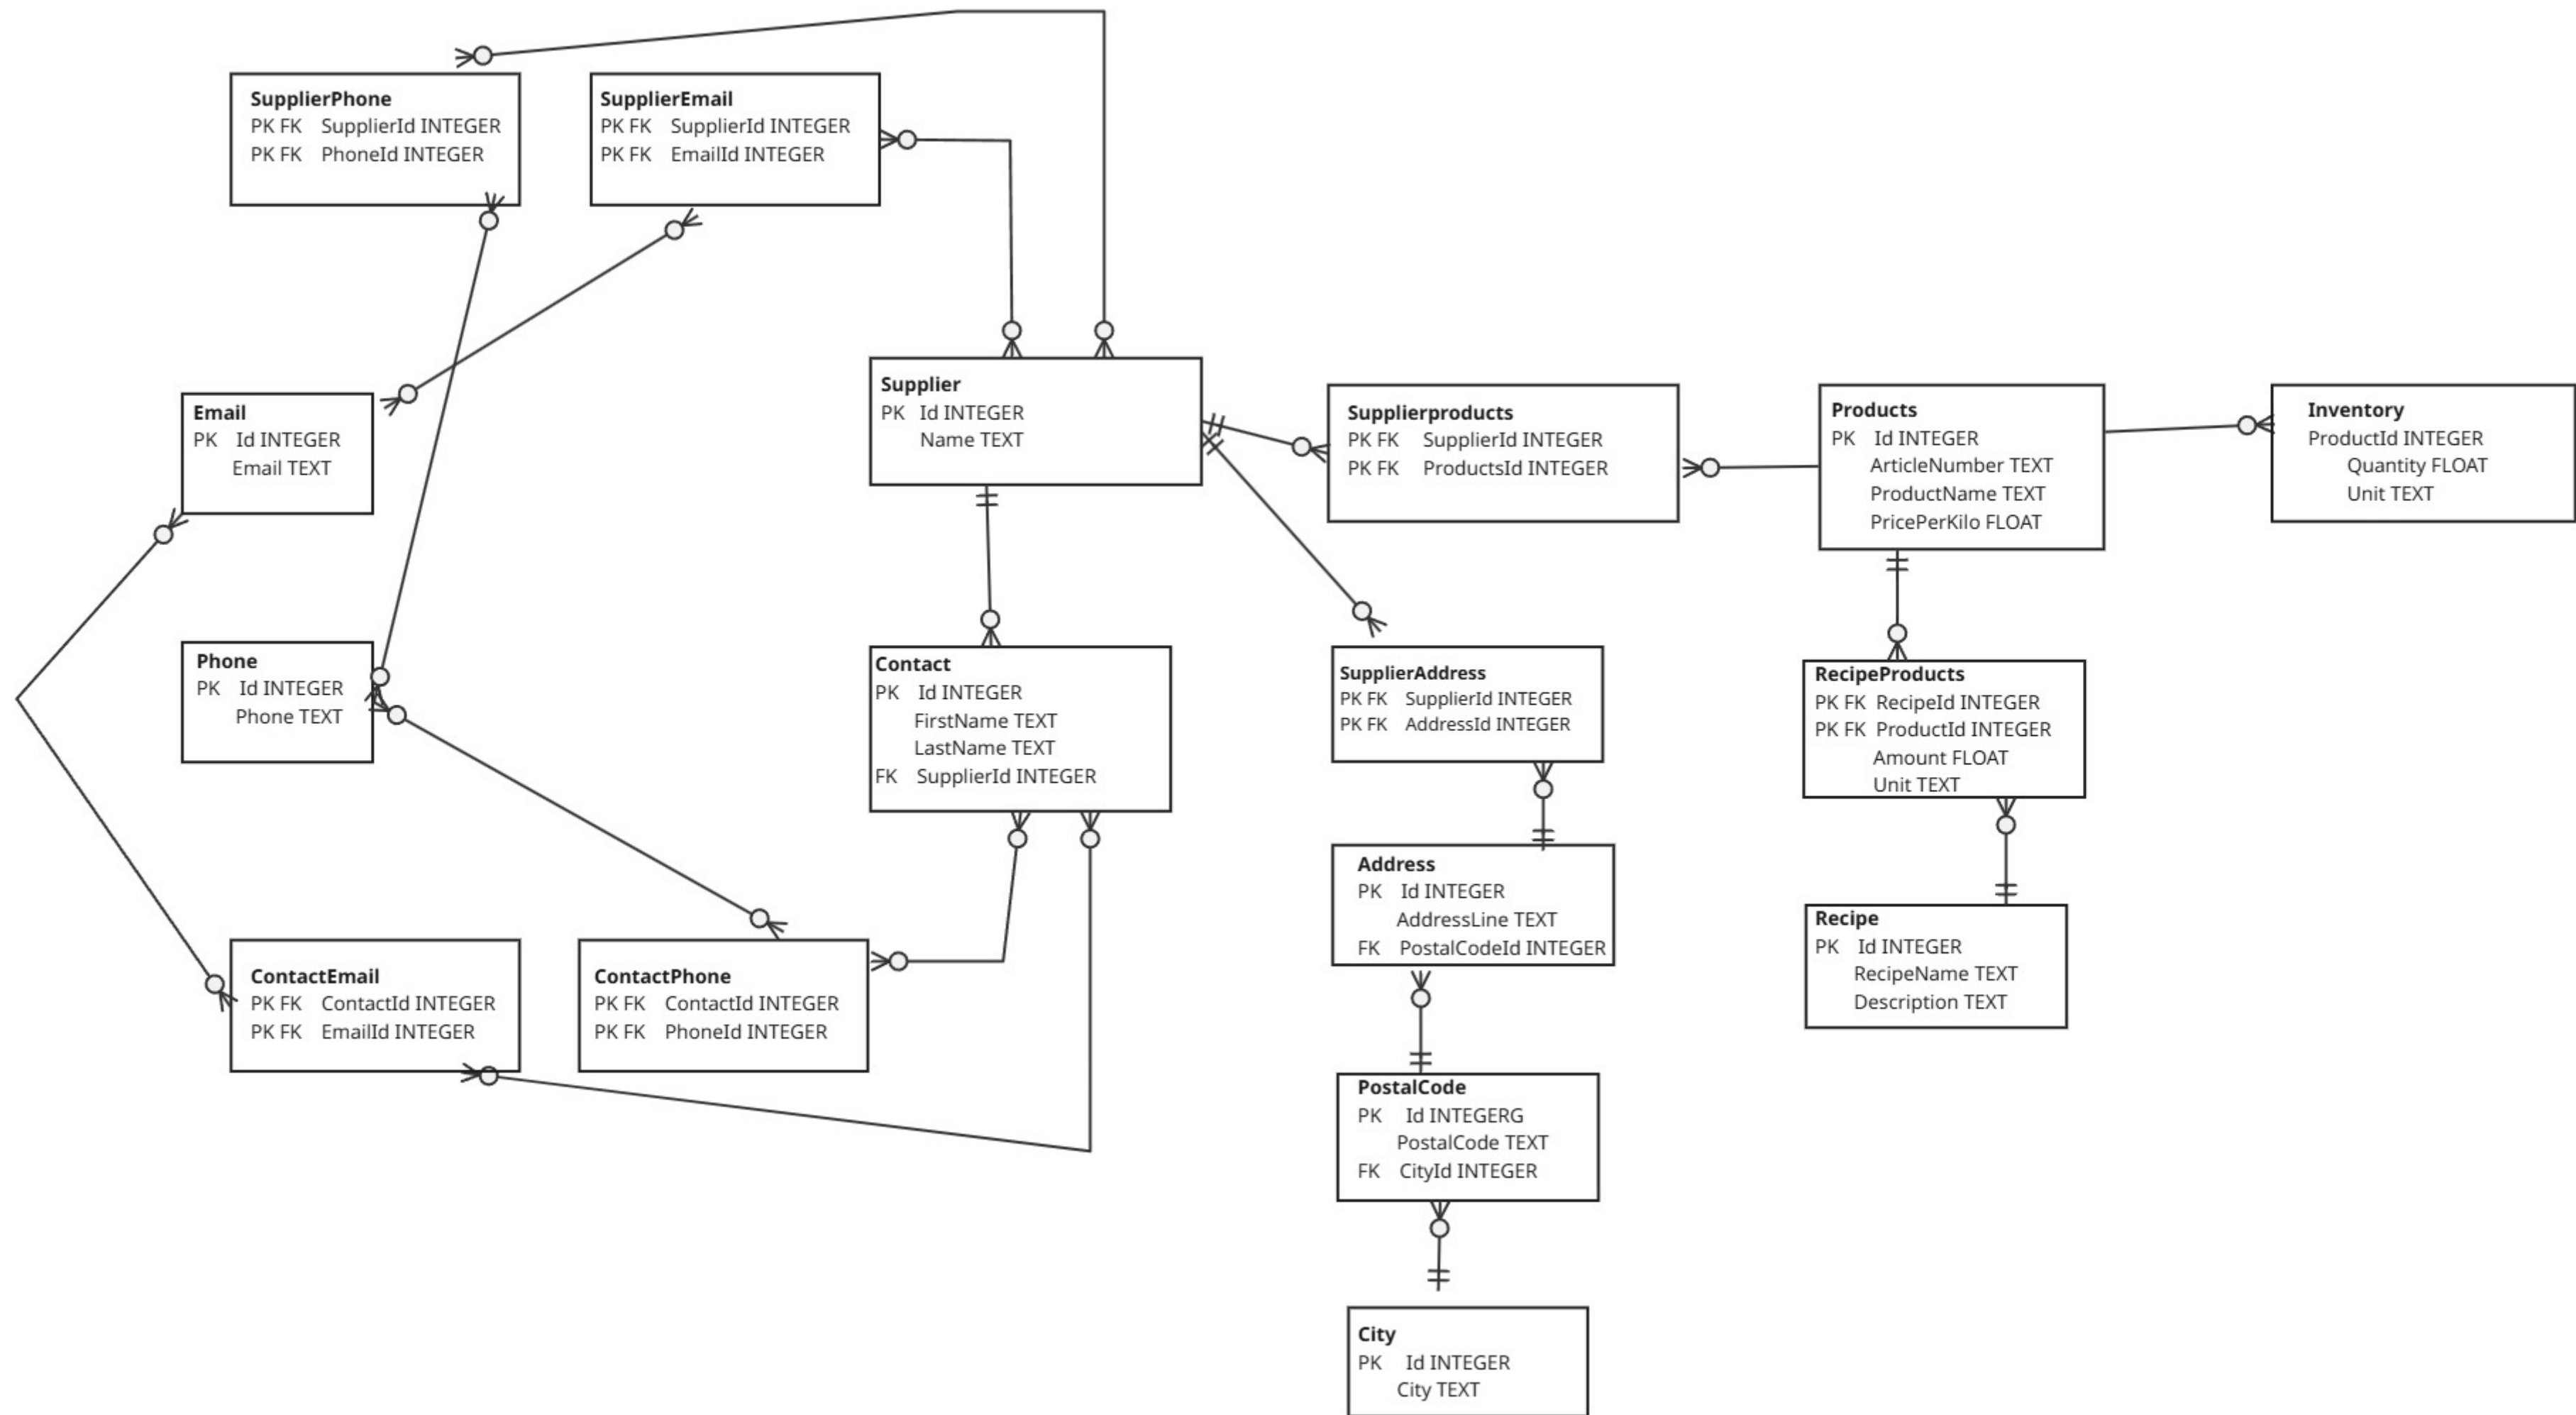 SupplierPhone
PK FK SupplierId INTEGER
PK FK PhoneId INTEGER
SupplierEmail
PK FK SupplierId INTEGER
PK FK EmailId INTEGER
Email
PK Id INTEGER
Email TEXT
Supplier
PK Id INTEGER
Name TEXT
Supplierproducts
PK FK SupplierId INTEGER
PK FK ProductsId INTEGER
Products
PK Id INTEGER
ArticleNumber TEXT
ProductName TEXT
PricePerKilo FLOAT
Inventory
ProductId INTEGER
Quantity FLOAT
Unit TEXT
Phone
PK Id INTEGER
Phone TEXT
Contact
PK Id INTEGER
FirstName TEXT
LastName TEXT
FK SupplierId INTEGER
SupplierAddress
PK FK SupplierId INTEGER
PK FK AddressId INTEGER
RecipeProducts
PK FK RecipeId INTEGER
PK FK ProductId INTEGER
Amount FLOAT
Unit TEXT
Address
PK Id INTEGER
AddressLine TEXT
FK PostalCodeId INTEGER
Recipe
PK Id INTEGER
RecipeName TEXT
Description TEXT
ContactEmail
PK FK ContactId INTEGER
PK FK EmailId INTEGER
ContactPhone
PK FK ContactId INTEGER
PK FK PhoneId INTEGER
PostalCode
PK Id INTEGERG
PostalCode TEXT
FK CityId INTEGER
City
PK Id INTEGER
City TEXT